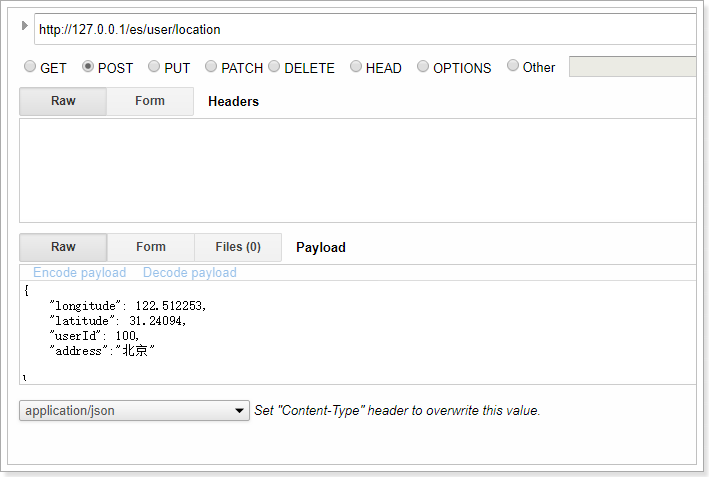 http://127.0.0.1/es/user/location
GET POST PUT PATCH DELETE HEAD OPTIONS Other
Raw Form Headers
Raw Form Files (0) Payload
Encode payload Decode payload
{
"longitude": 122.512253,
"latitude": 31.24094,
"userId": 100,
"address":"北京"
application/json Set "Content-Type" header to overwrite this value.